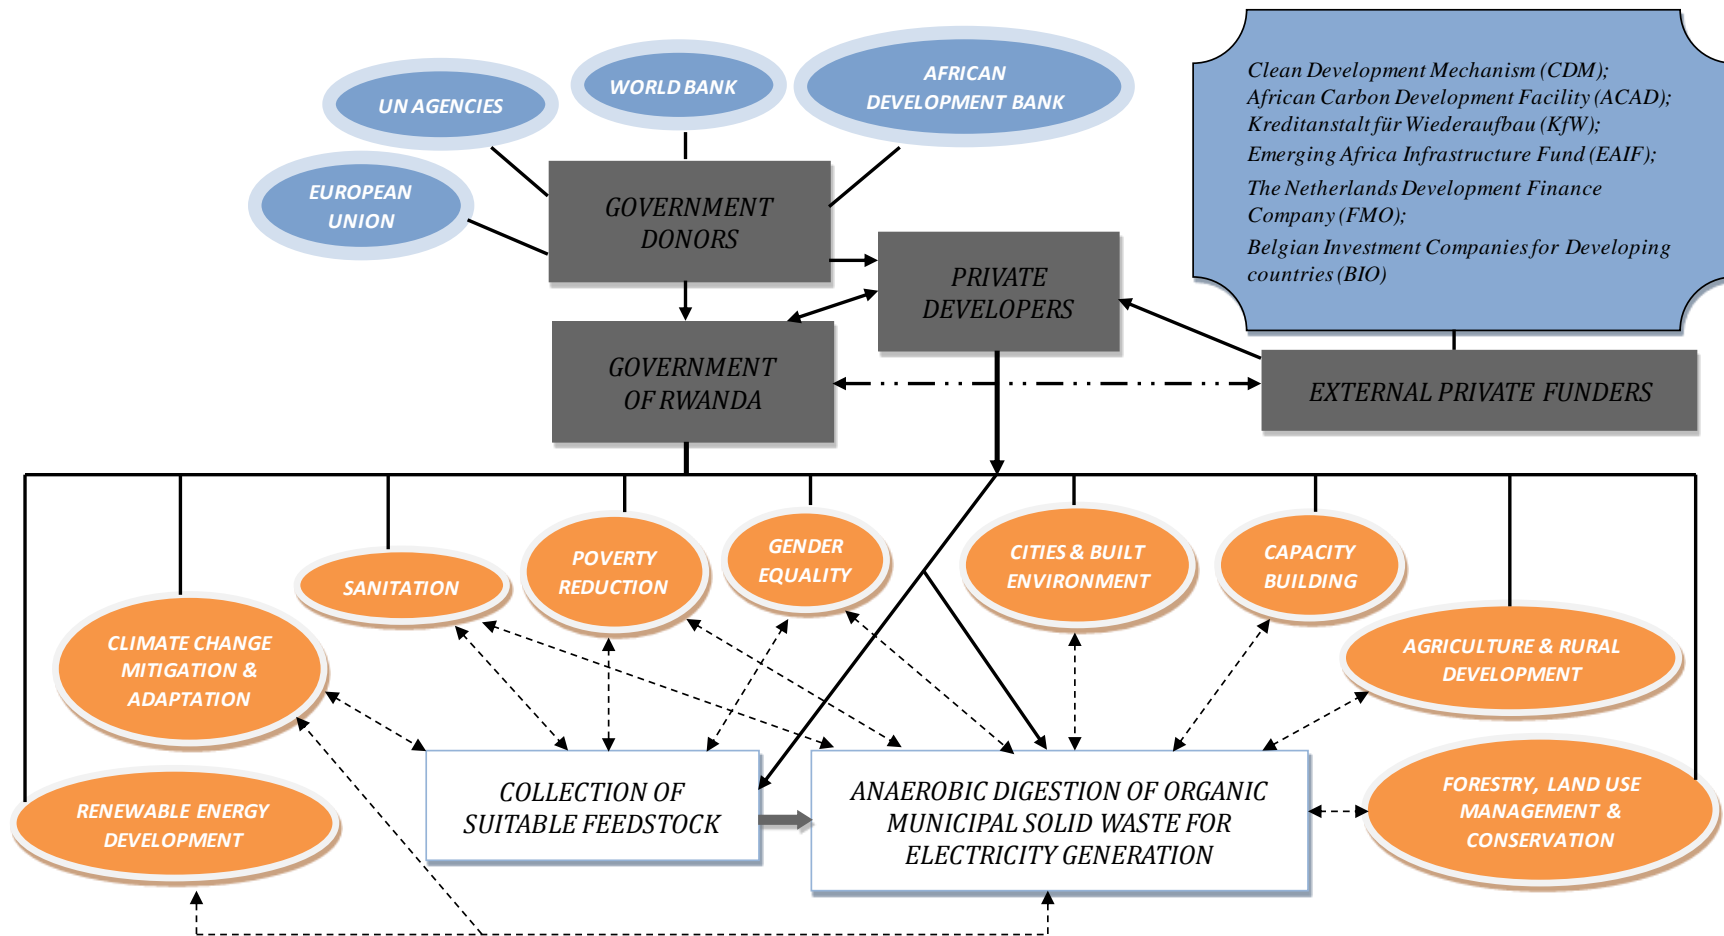 UN AGENCIES
WORLD BANK
AFRICAN
DEVELOPMENT BANK
EUROPEAN
UNION
GOVERNMENT
DONORS
Clean Development Mechanism (CDM);
African Carbon Development Facility (ACAD);
Kreditanstalt für Wiederaufbau (KfW);
Emerging Africa Infrastructure Fund (EAIF);
The Netherlands Development Finance
Company (FMO);
Belgian Investment Companies for Developing
countries (BIO)
PRIVATE
DEVELOPERS
GOVERNMENT
OF RWANDA
EXTERNAL PRIVATE FUNDERS
SANITATION
POVERTY
REDUCTION
GENDER
EQUALITY
CITIES & BUILT
ENVIRONMENT
CAPACITY
BUILDING
CLIMATE CHANGE
MITIGATION &
ADAPTATION
AGRICULTURE & RURAL
DEVELOPMENT
RENEWABLE ENERGY
DEVELOPMENT
COLLECTION OF
SUITABLE FEEDSTOCK
ANAEROBIC DIGESTION OF ORGANIC
MUNICIPAL SOLID WASTE FOR
ELECTRICITY GENERATION
FORESTRY, LAND USE
MANAGEMENT &
CONSERVATION